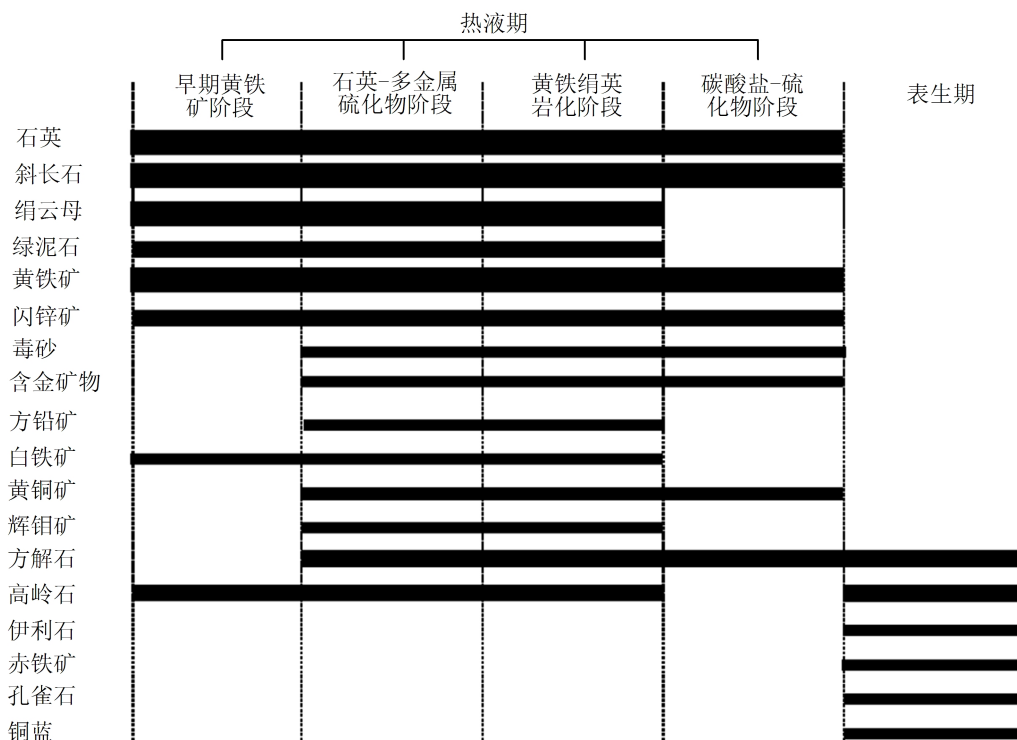 热液期
早期黄铁
矿阶段
石英-多金属
硫化物阶段
黄铁绢英
岩化阶段
碳酸盐-硫
化物阶段
表生期
石英
斜长石
绢云母
绿泥石
黄铁矿
闪锌矿
毒砂
含金矿物
方铅矿
白铁矿
黄铜矿
辉钼矿
方解石
高岭石
伊利石
赤铁矿
孔雀石
铜蓝